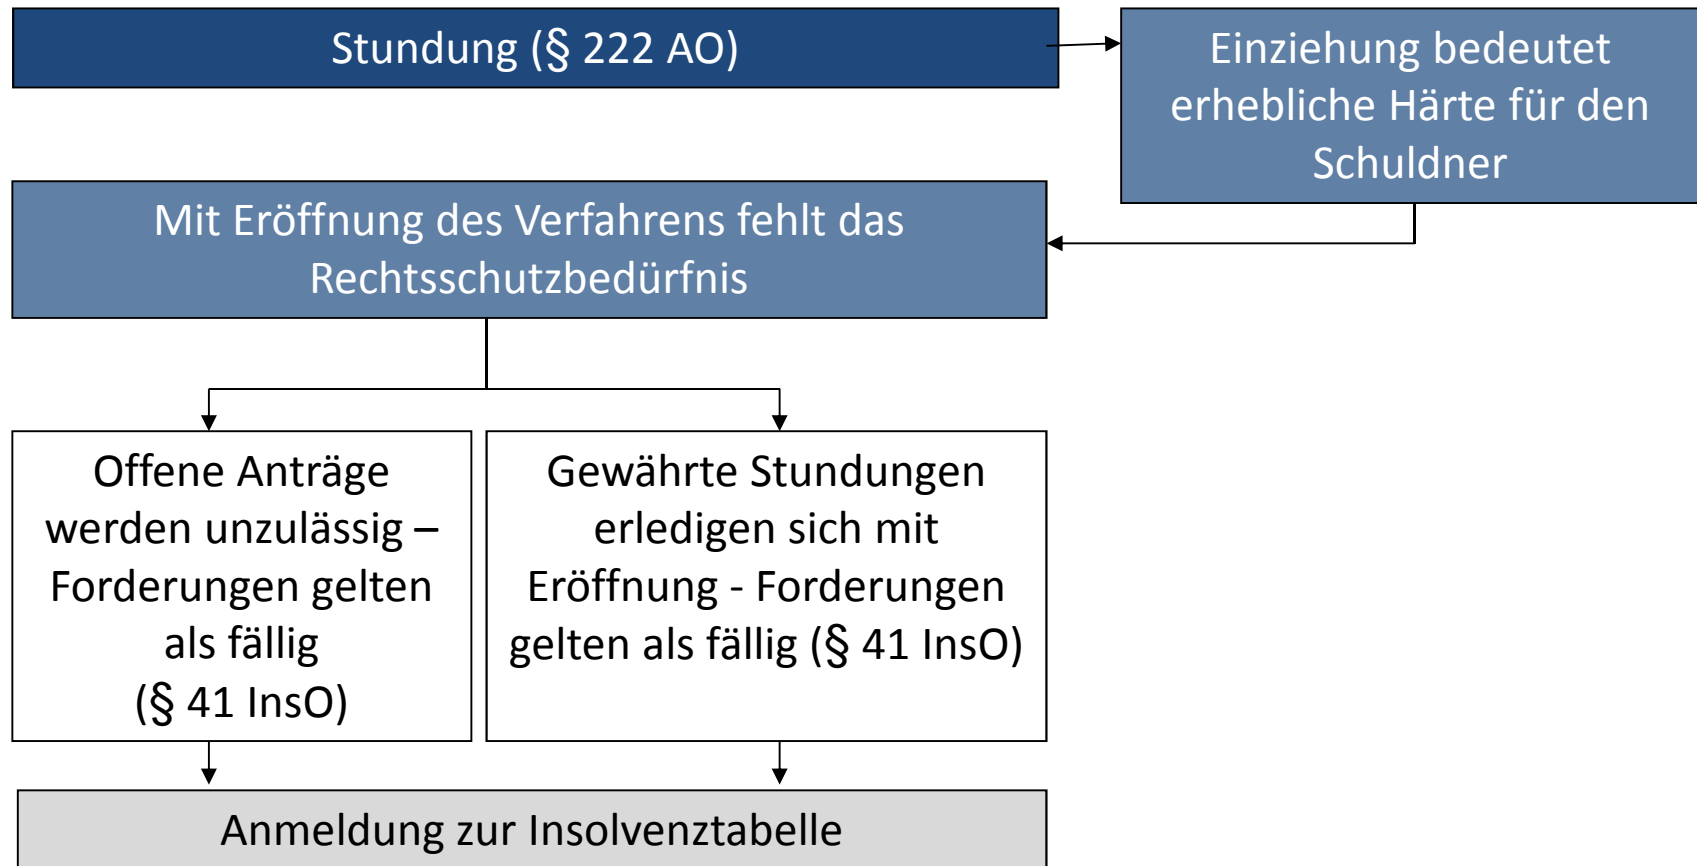 Stundung (§ 222 AO)
Einziehung bedeutet
erhebliche Härte für den
Schuldner
Mit Eröffnung des Verfahrens fehlt das
Rechtsschutzbedürfnis
Offene Anträge
werden unzulässig –
Forderungen gelten
als fällig
(§ 41 InsO)
Gewährte Stundungen
erledigen sich mit
Eröffnung - Forderungen
gelten als fällig (§ 41 InsO)
Anmeldung zur Insolvenztabelle